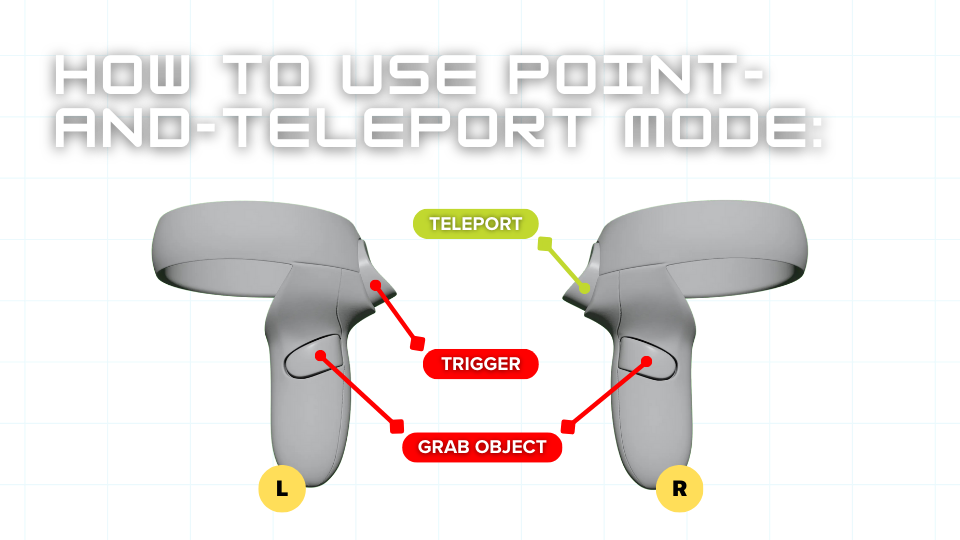 HOW TO USE POINT-
AND-TELEPORT MODE:
TELEPORT
TRIGGER
GRAB OBJECT
L
R